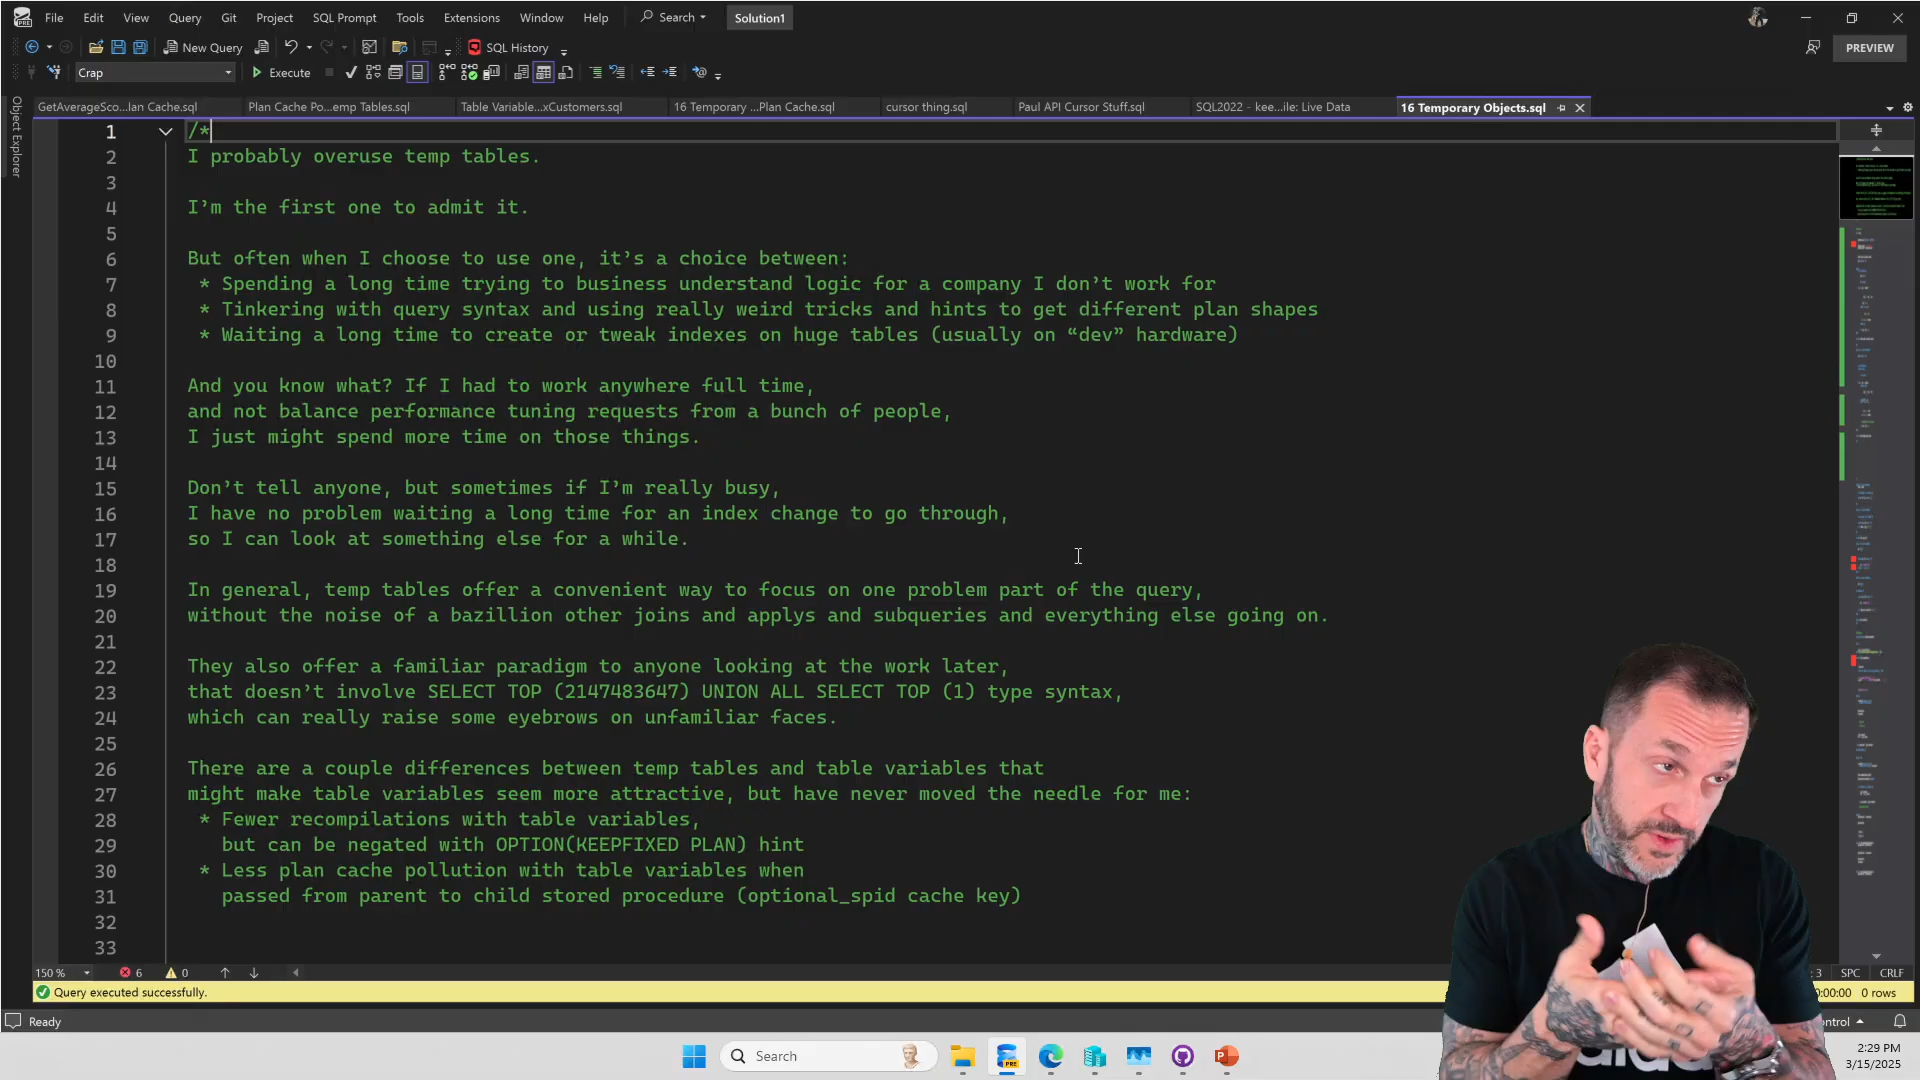 File Edit View Query Git Project SQL Prompt Tools Extensions Window Help Search Solution1
New Query SQL History PREVIEW
Crap Execute
GetAverageSco...lan Cache.sql Plan Cache Po...emp Tables.sql Table Variable...xCustomers.sql 16 Temporary ...Plan Cache.sql cursor thing.sql Paul API Cursor Stuff.sql SQL2022 - kee...ile: Live Data 16 Temporary Objects.sql
Object Explorer
1 /*
2 I probably overuse temp tables.
3
4 I'm the first one to admit it.
5
6 But often when I choose to use one, it's a choice between:
7 * Spending a long time trying to business understand logic for a company I don't work for
8 * Tinkering with query syntax and using really weird tricks and hints to get different plan shapes
9 * Waiting a long time to create or tweak indexes on huge tables (usually on “dev” hardware)
10
11 And you know what? If I had to work anywhere full time,
12 and not balance performance tuning requests from a bunch of people,
13 I just might spend more time on those things.
14
15 Don't tell anyone, but sometimes if I'm really busy,
16 I have no problem waiting a long time for an index change to go through,
17 so I can look at something else for a while.
18
19 In general, temp tables offer a convenient way to focus on one problem part of the query,
20 without the noise of a bazillion other joins and applys and subqueries and everything else going on.
21
22 They also offer a familiar paradigm to anyone looking at the work later,
23 that doesn't involve SELECT TOP (2147483647) UNION ALL SELECT TOP (1) type syntax,
24 which can really raise some eyebrows on unfamiliar faces.
25
26 There are a couple differences between temp tables and table variables that
27 might make table variables seem more attractive, but have never moved the needle for me:
28 * Fewer recompilations with table variables,
29 but can be negated with OPTION(KEEPFIXED PLAN) hint
30 * Less plan cache pollution with table variables when
31 passed from parent to child stored procedure (optional_spid cache key)
32
33
150 % 6 0 : 3 SPC CRLF
Query executed successfully. 0:00:00 0 rows
Ready
Search
2:29 PM
3/15/2025